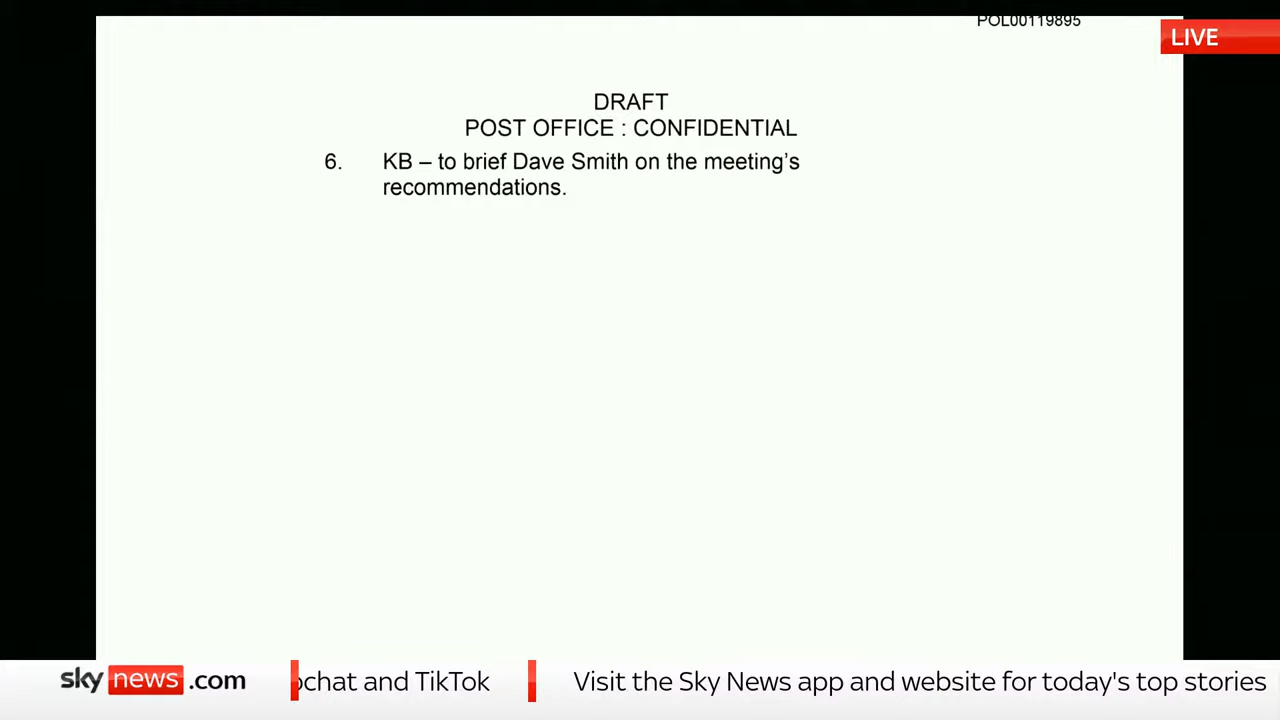 POL00119895
LIVE
DRAFT
POST OFFICE : CONFIDENTIAL
6. KB – to brief Dave Smith on the meeting’s
recommendations.
sky news .com
chat and TikTok
Visit the Sky News app and website for today's top stories